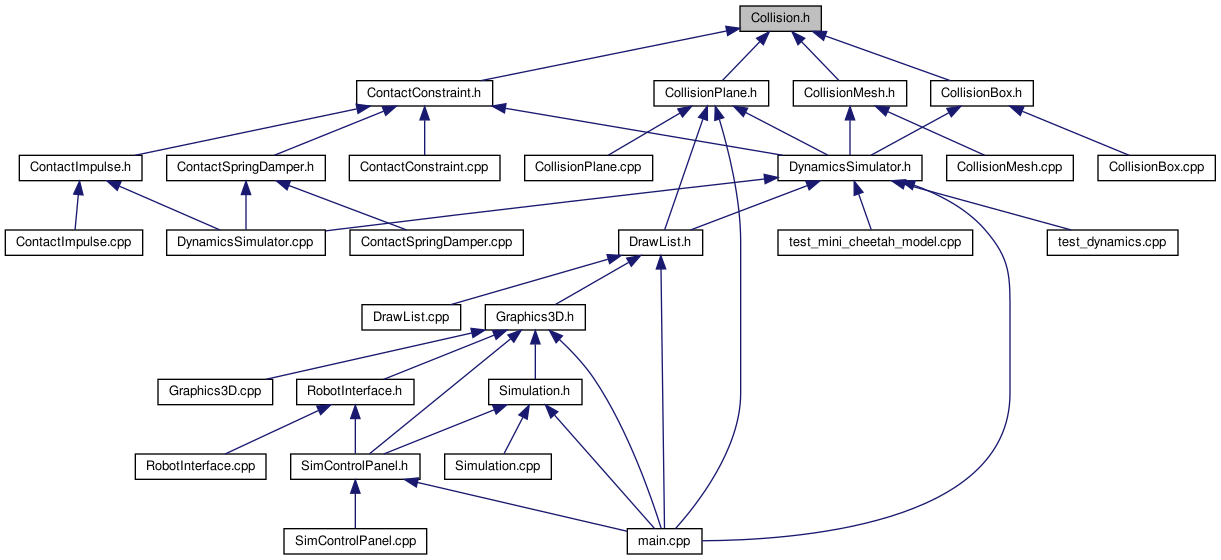 Collision.h
ContactConstraint.h
CollisionPlane.h
CollisionMesh.h
CollisionBox.h
ContactImpulse.h
ContactSpringDamper.h
ContactConstraint.cpp
CollisionPlane.cpp
DynamicsSimulator.h
CollisionMesh.cpp
CollisionBox.cpp
ContactImpulse.cpp
DynamicsSimulator.cpp
ContactSpringDamper.cpp
DrawList.h
test_mini_cheetah_model.cpp
test_dynamics.cpp
DrawList.cpp
Graphics3D.h
Graphics3D.cpp
RobotInterface.h
Simulation.h
RobotInterface.cpp
SimControlPanel.h
Simulation.cpp
SimControlPanel.cpp
main.cpp